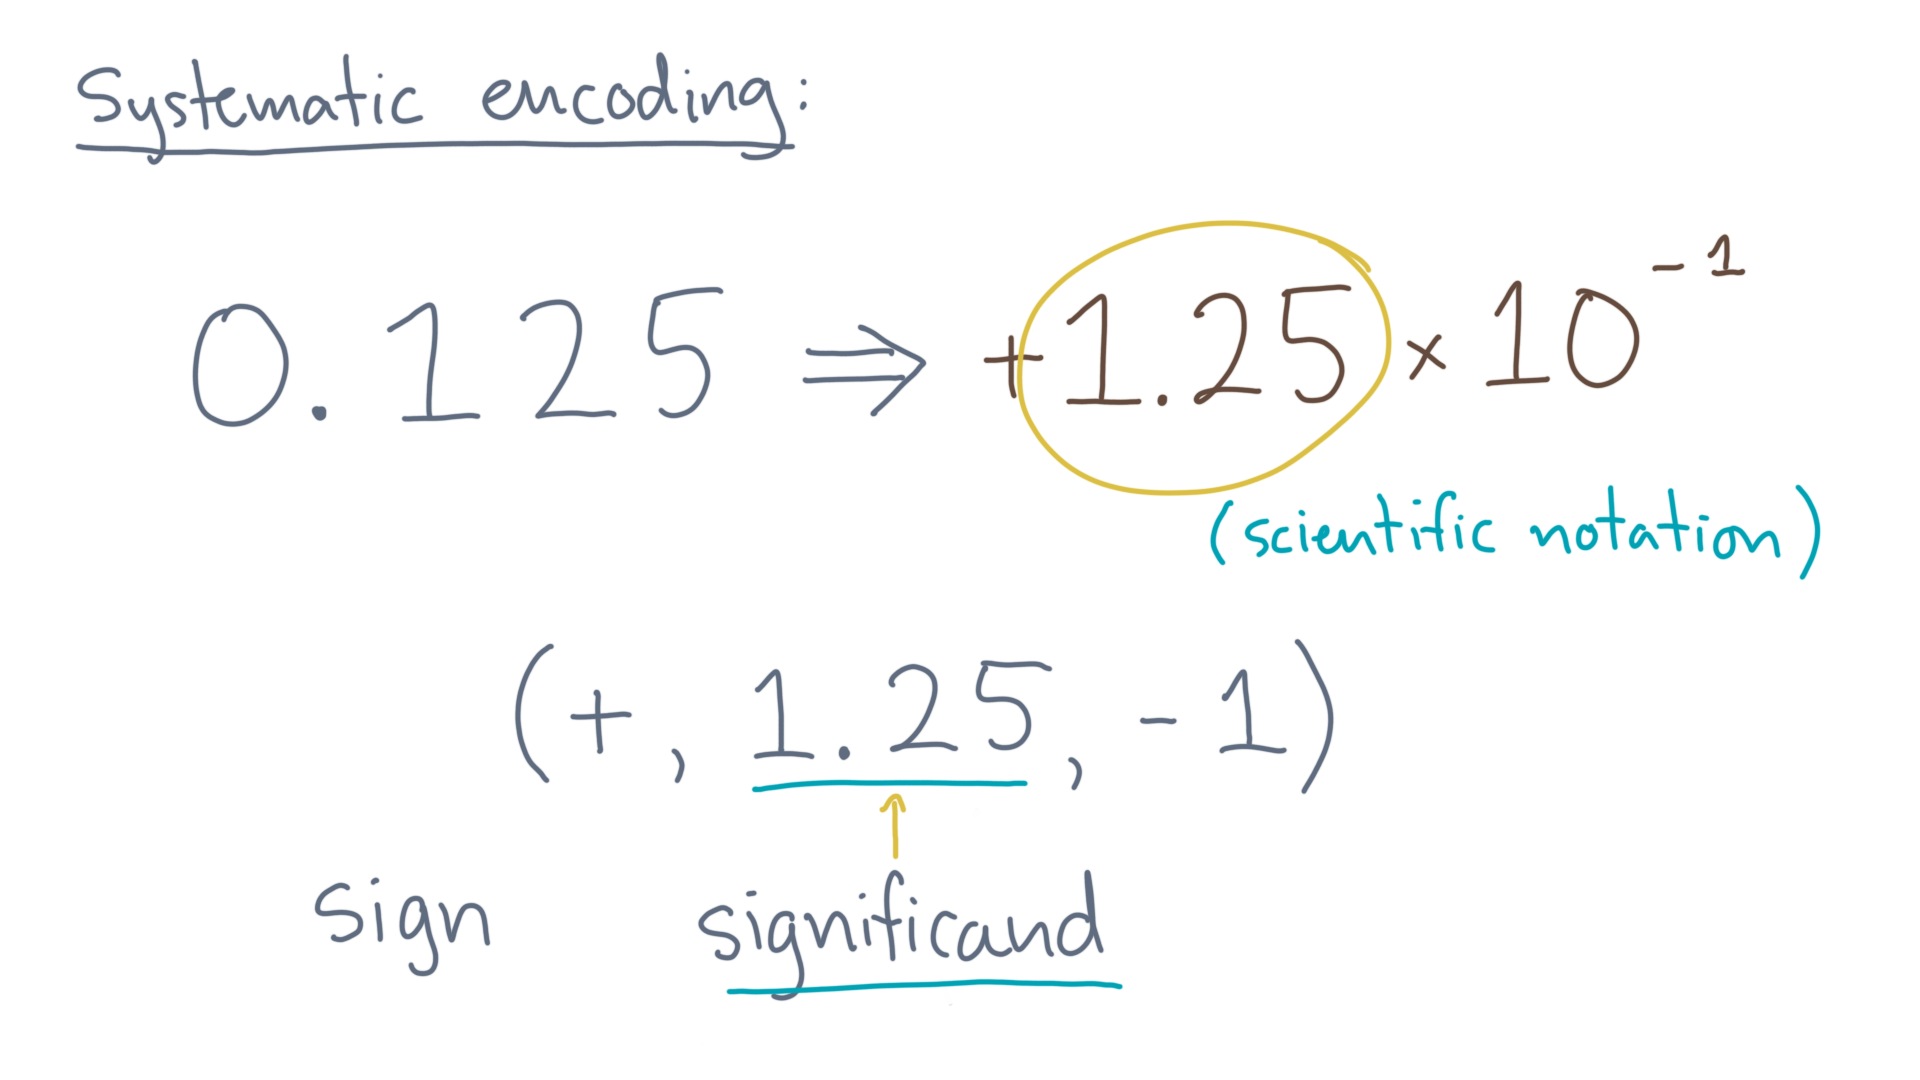 Systematic encoding:
0.125 ⇒ +1.25 × 10⁻¹
(scientific notation)
(+, 1.25, -1)
sign significand